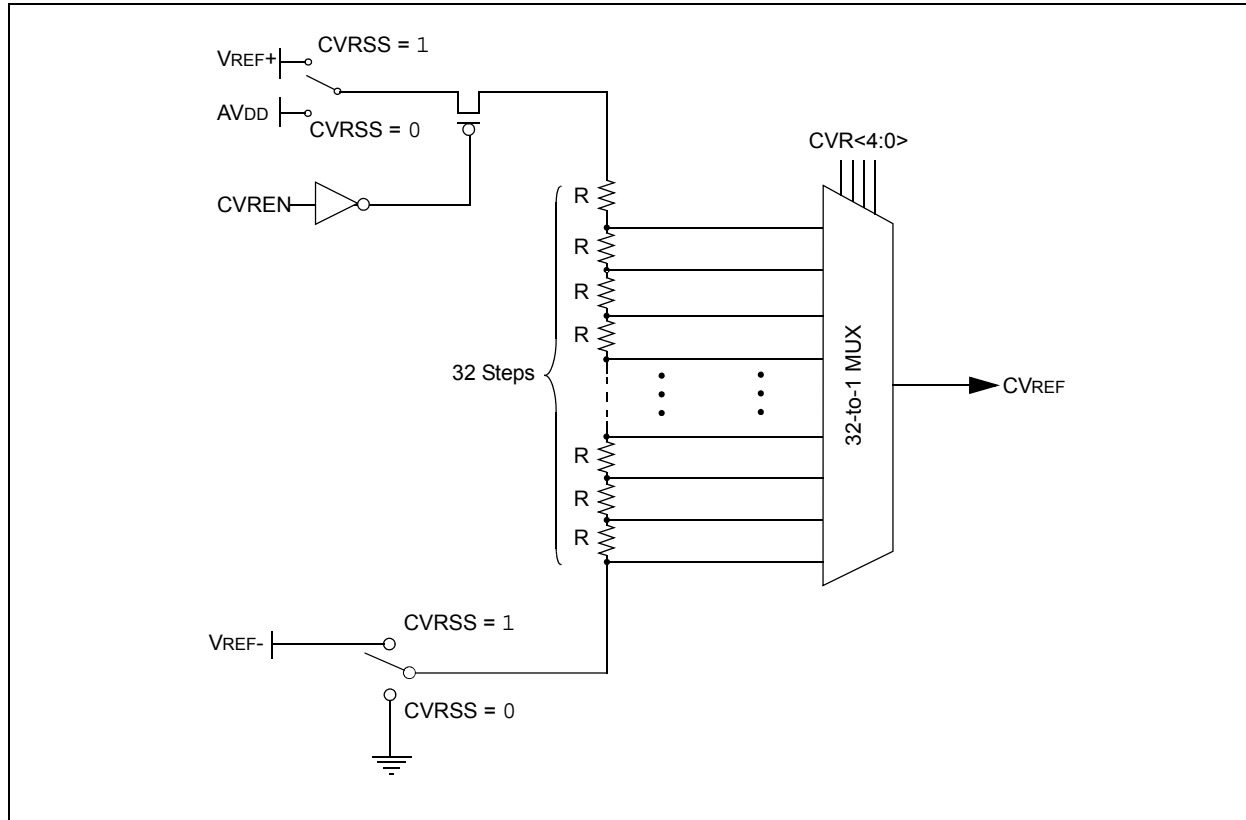 CVRSS = 1
VREF+
AVDD
CVRSS = 0
CVREN
CVR<4:0>
R
R
R
R
32 Steps
32-to-1 MUX
CVREF
R
R
R
CVRSS = 1
VREF-
CVRSS = 0